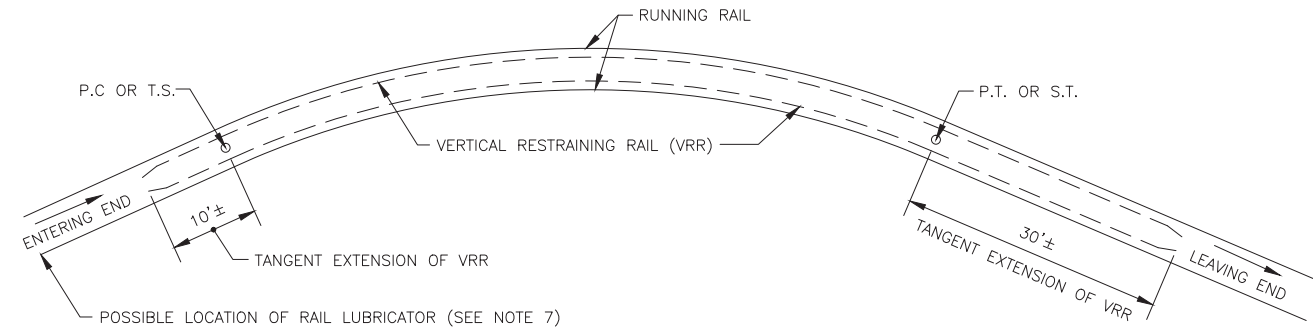 RUNNING RAIL
P.C OR T.S.
P.T. OR S.T.
VERTICAL RESTRAINING RAIL (VRR)
ENTERING END
10'±
TANGENT EXTENSION OF VRR
30'±
TANGENT EXTENSION OF VRR
LEAVING END
POSSIBLE LOCATION OF RAIL LUBRICATOR (SEE NOTE 7)